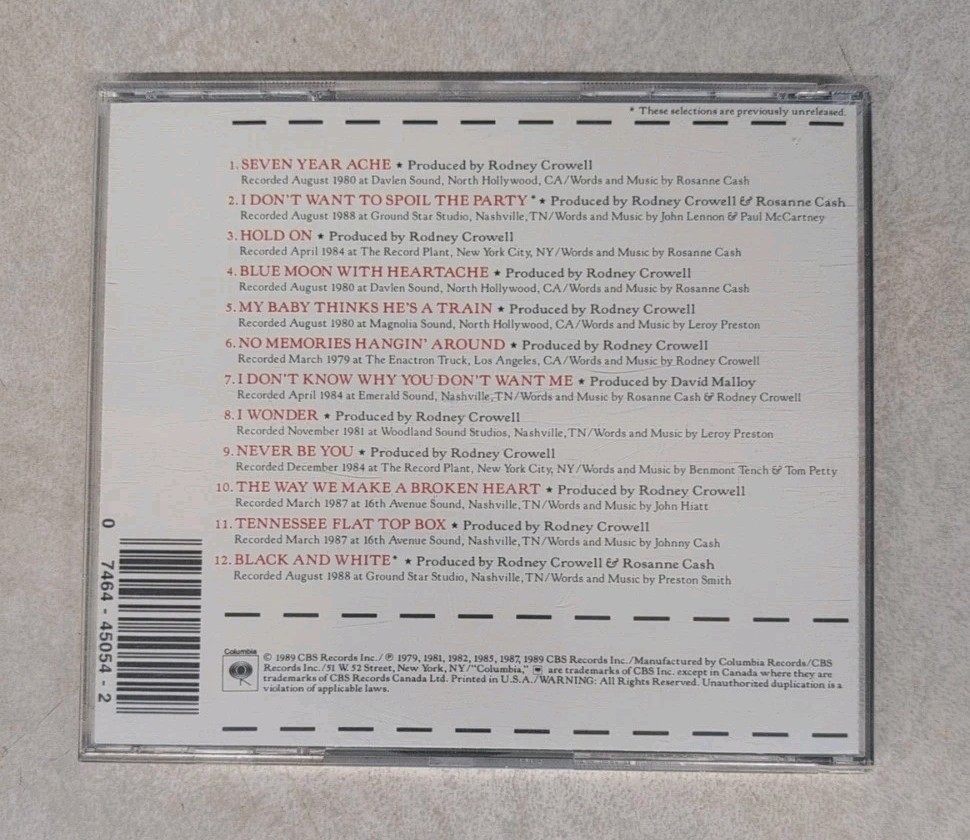 * These selections are previously unreleased.
1. SEVEN YEAR ACHE ★ Produced by Rodney Crowell
Recorded August 1980 at Davlen Sound, North Hollywood, CA/Words and Music by Rosanne Cash
2. I DON'T WANT TO SPOIL THE PARTY* ★ Produced by Rodney Crowell & Rosanne Cash
Recorded August 1988 at Ground Star Studio, Nashville, TN/Words and Music by John Lennon & Paul McCartney
3. HOLD ON ★ Produced by Rodney Crowell
Recorded April 1984 at The Record Plant, New York City, NY/Words and Music by Rosanne Cash
4. BLUE MOON WITH HEARTACHE ★ Produced by Rodney Crowell
Recorded August 1980 at Davlen Sound, North Hollywood, CA/Words and Music by Rosanne Cash
5. MY BABY THINKS HE'S A TRAIN ★ Produced by Rodney Crowell
Recorded August 1980 at Magnolia Sound, North Hollywood, CA/Words and Music by Leroy Preston
6. NO MEMORIES HANGIN' AROUND ★ Produced by Rodney Crowell
Recorded March 1979 at The Enactron Truck, Los Angeles, CA/Words and Music by Rodney Crowell
7. I DON'T KNOW WHY YOU DON'T WANT ME ★ Produced by David Malloy
Recorded April 1984 at Emerald Sound, Nashville, TN/Words and Music by Rosanne Cash & Rodney Crowell
8. I WONDER ★ Produced by Rodney Crowell
Recorded November 1981 at Woodland Sound Studios, Nashville, TN/Words and Music by Leroy Preston
9. NEVER BE YOU ★ Produced by Rodney Crowell
Recorded December 1984 at The Record Plant, New York City, NY/Words and Music by Benmont Tench & Tom Petty
10. THE WAY WE MAKE A BROKEN HEART ★ Produced by Rodney Crowell
Recorded March 1987 at 16th Avenue Sound, Nashville, TN/Words and Music by John Hiatt
11. TENNESSEE FLAT TOP BOX ★ Produced by Rodney Crowell
Recorded March 1987 at 16th Avenue Sound, Nashville, TN/Words and Music by Johnny Cash
12. BLACK AND WHITE* ★ Produced by Rodney Crowell & Rosanne Cash
Recorded August 1988 at Ground Star Studio, Nashville, TN/Words and Music by Preston Smith
0 7464-45054-2
Columbia
© 1989 CBS Records Inc./ ℗ 1979, 1981, 1982, 1985, 1987, 1989 CBS Records Inc./Manufactured by Columbia Records/CBS
Records Inc./51 W. 52 Street, New York, NY/"Columbia," are trademarks of CBS Inc. except in Canada where they are
trademarks of CBS Records Canada Ltd. Printed in U.S.A./WARNING: All Rights Reserved. Unauthorized duplication is a
violation of applicable laws.